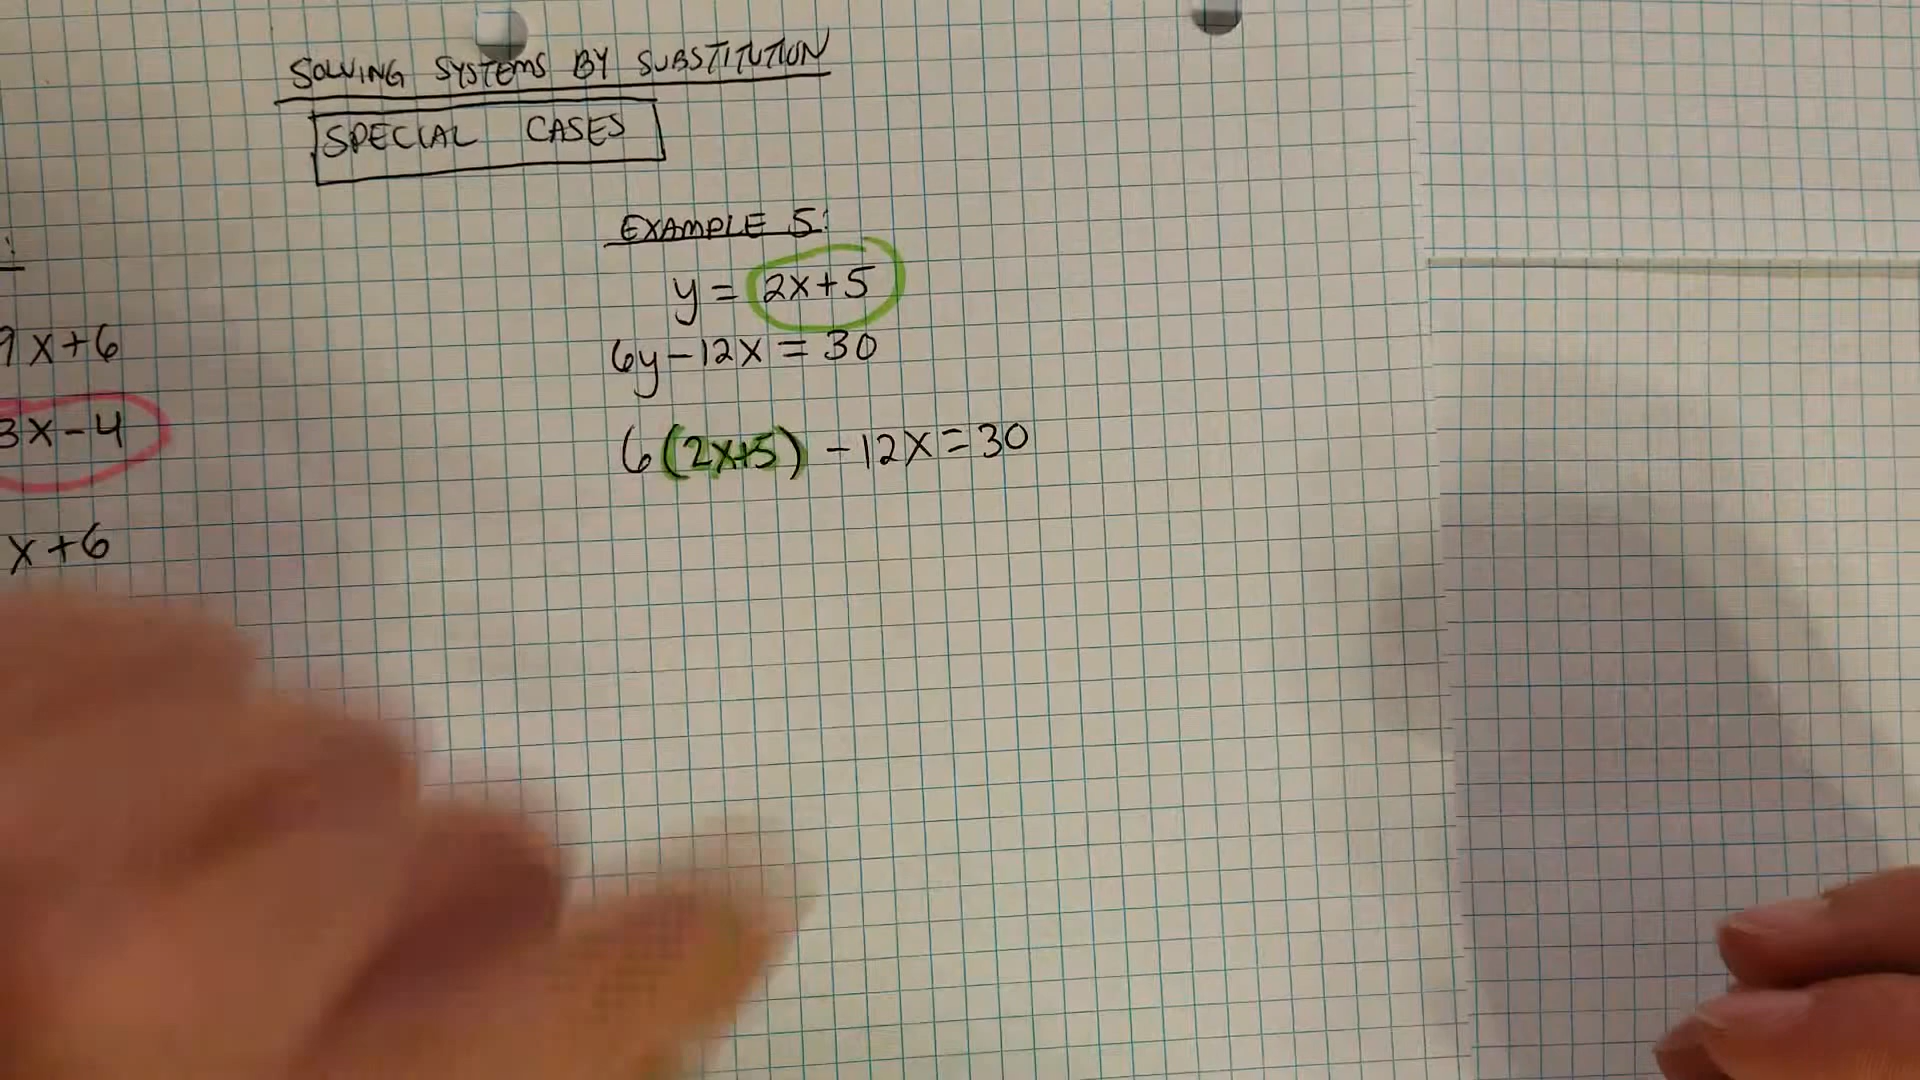 SOLVING SYSTEMS BY SUBSTITUTION
SPECIAL CASES
:
9x+6
3x-4
x+6
EXAMPLE 5:
y = 2x+5
6y-12x = 30
6(2x+5) -12x=30